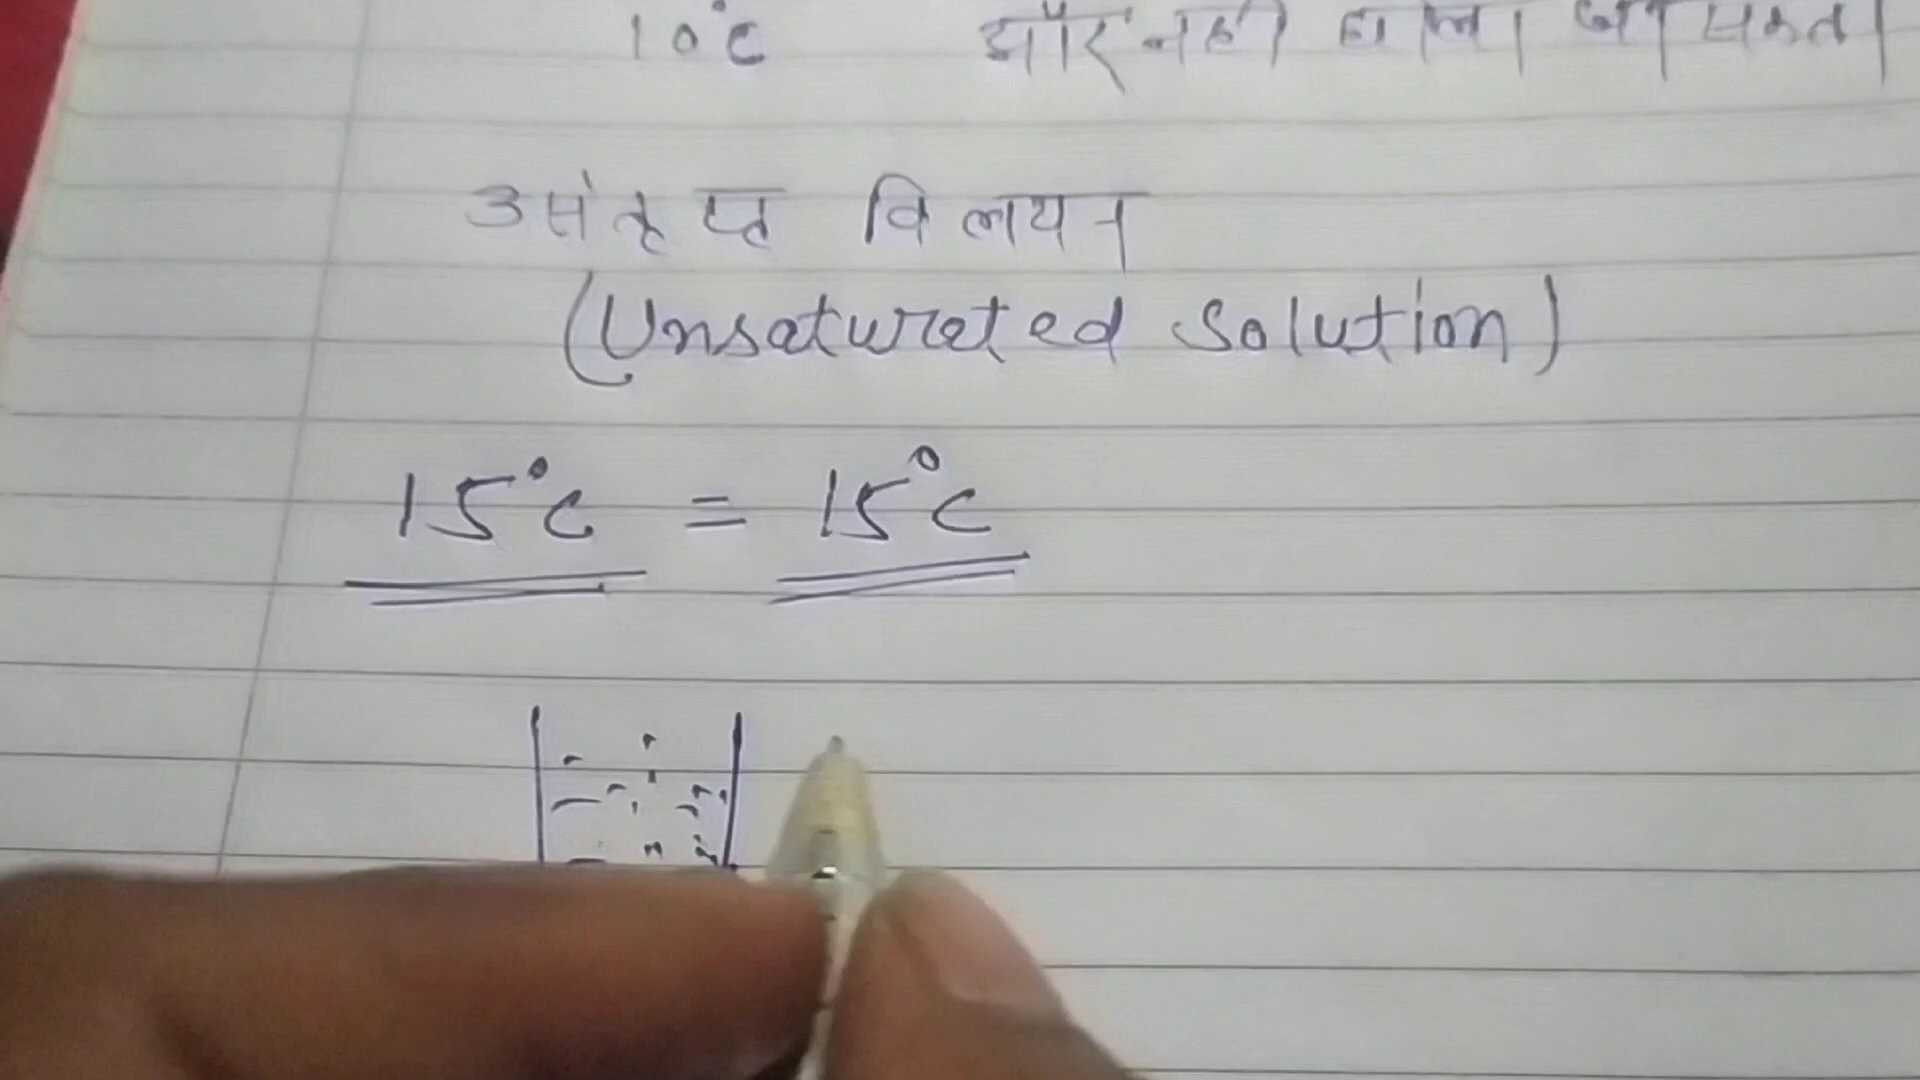 10°C और नहीं डाला जा सकता
असंतृप्त विलयन
(Unsaturated Solution)
15°C = 15°C